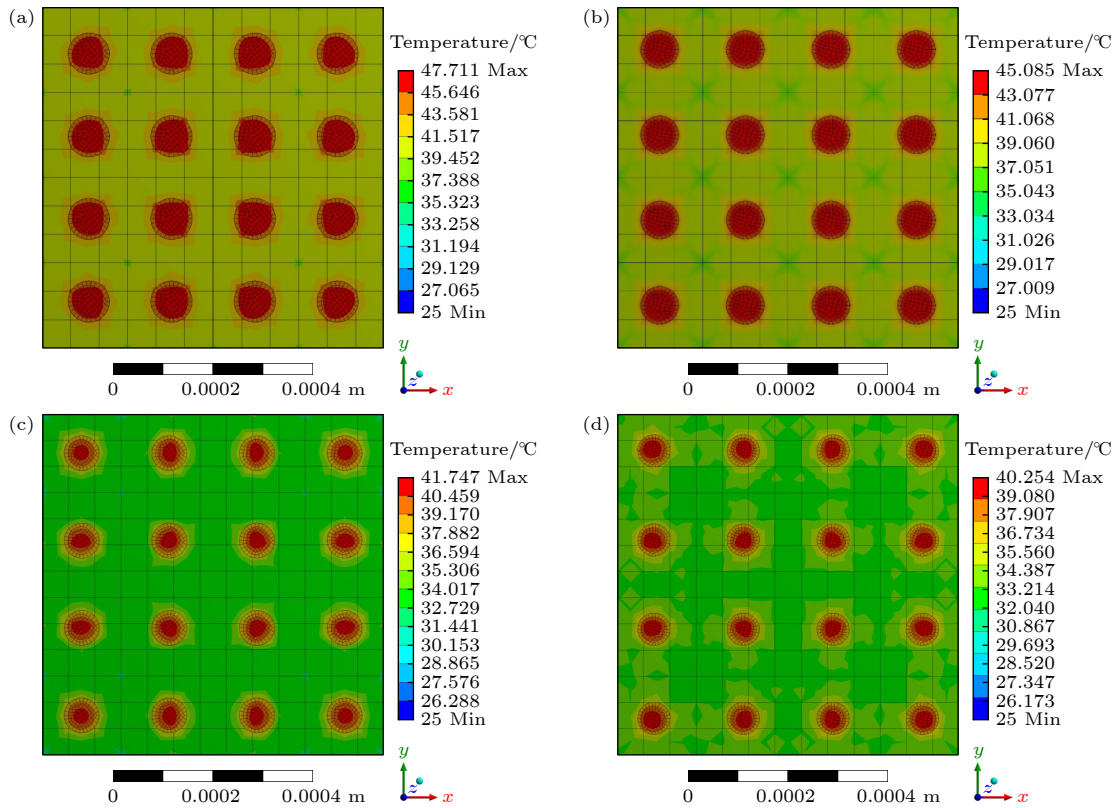 (a)
Temperature/℃
47.711 Max
45.646
43.581
41.517
39.452
37.388
35.323
33.258
31.194
29.129
27.065
25 Min
0 0.0002 0.0004 m
y
z
x
(b)
Temperature/℃
45.085 Max
43.077
41.068
39.060
37.051
35.043
33.034
31.026
29.017
27.009
25 Min
0 0.0002 0.0004 m
y
z
x
(c)
Temperature/℃
41.747 Max
40.459
39.170
37.882
36.594
35.306
34.017
32.729
31.441
30.153
28.865
27.576
26.288
25 Min
0 0.0002 0.0004 m
y
z
x
(d)
Temperature/℃
40.254 Max
39.080
37.907
36.734
35.560
34.387
33.214
32.040
30.867
29.693
28.520
27.347
26.173
25 Min
0 0.0002 0.0004 m
y
z
x